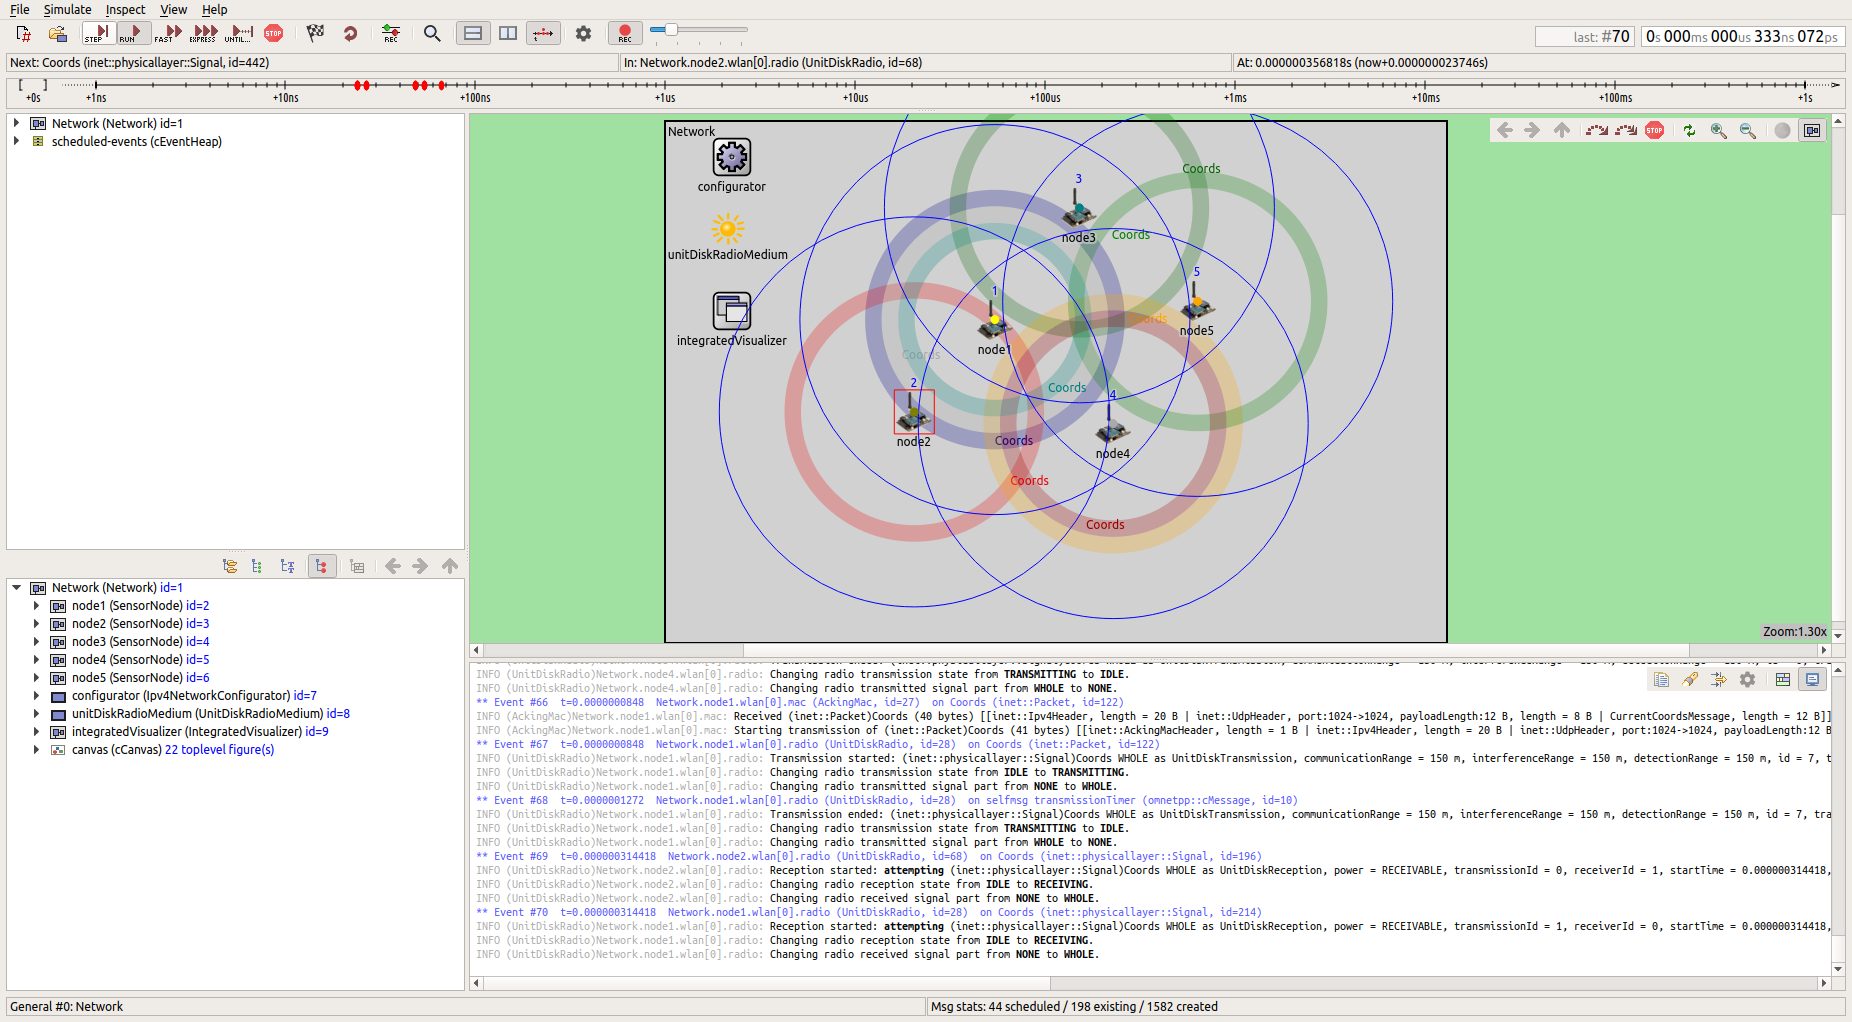 File Simulate Inspect View Help
STEP RUN FAST EXPRESS UNTIL... STOP REC REC
last: #70 0s 000ms 000us 333ns 072ps
Next: Coords (inet::physicallayer::Signal, id=442) In: Network.node2.wlan[0].radio (UnitDiskRadio, id=68) At: 0.000000356818s (now+0.000000023746s)
+0s +1ns +10ns +100ns +1us +10us +100us +1ms +10ms +100ms +1s
Network (Network) id=1
scheduled-events (cEventHeap)
Network (Network) id=1
node1 (SensorNode) id=2
node2 (SensorNode) id=3
node3 (SensorNode) id=4
node4 (SensorNode) id=5
node5 (SensorNode) id=6
configurator (Ipv4NetworkConfigurator) id=7
unitDiskRadioMedium (UnitDiskRadioMedium) id=8
integratedVisualizer (IntegratedVisualizer) id=9
canvas (cCanvas) 22 toplevel figure(s)
Network
STOP
configurator
unitDiskRadioMedium
integratedVisualizer
Coords
3
node3
Coords
5
node5
1
node1
Coords
Coords
2
node2
Coords
4
node4
Coords
Coords
Coords
Zoom:1.30x
INFO (UnitDiskRadio)Network.node4.wlan[0].radio: Changing radio transmission state from TRANSMITTING to IDLE.
INFO (UnitDiskRadio)Network.node4.wlan[0].radio: Changing radio transmitted signal part from WHOLE to NONE.
** Event #66 t=0.0000000848 Network.node1.wlan[0].mac (AckingMac, id=27) on Coords (inet::Packet, id=122)
INFO (AckingMac)Network.node1.wlan[0].mac: Received (inet::Packet)Coords (40 bytes) [[inet::Ipv4Header, length = 20 B | inet::UdpHeader, port:1024->1024, payloadLength:12 B, length = 8 B | CurrentCoordsMessage, length = 12 B]]
INFO (AckingMac)Network.node1.wlan[0].mac: Starting transmission of (inet::Packet)Coords (41 bytes) [[inet::AckingMacHeader, length = 1 B | inet::Ipv4Header, length = 20 B | inet::UdpHeader, port:1024->1024, payloadLength:12 B
** Event #67 t=0.0000000848 Network.node1.wlan[0].radio (UnitDiskRadio, id=28) on Coords (inet::Packet, id=122)
INFO (UnitDiskRadio)Network.node1.wlan[0].radio: Transmission started: (inet::physicallayer::Signal)Coords WHOLE as UnitDiskTransmission, communicationRange = 150 m, interferenceRange = 150 m, detectionRange = 150 m, id = 7, t
INFO (UnitDiskRadio)Network.node1.wlan[0].radio: Changing radio transmission state from IDLE to TRANSMITTING.
INFO (UnitDiskRadio)Network.node1.wlan[0].radio: Changing radio transmitted signal part from NONE to WHOLE.
** Event #68 t=0.0000001272 Network.node1.wlan[0].radio (UnitDiskRadio, id=28) on selfmsg transmissionTimer (omnetpp::cMessage, id=10)
INFO (UnitDiskRadio)Network.node1.wlan[0].radio: Transmission ended: (inet::physicallayer::Signal)Coords WHOLE as UnitDiskTransmission, communicationRange = 150 m, interferenceRange = 150 m, detectionRange = 150 m, id = 7, tra
INFO (UnitDiskRadio)Network.node1.wlan[0].radio: Changing radio transmission state from TRANSMITTING to IDLE.
INFO (UnitDiskRadio)Network.node1.wlan[0].radio: Changing radio transmitted signal part from WHOLE to NONE.
** Event #69 t=0.000000314418 Network.node2.wlan[0].radio (UnitDiskRadio, id=68) on Coords (inet::physicallayer::Signal, id=196)
INFO (UnitDiskRadio)Network.node2.wlan[0].radio: Reception started: attempting (inet::physicallayer::Signal)Coords WHOLE as UnitDiskReception, power = RECEIVABLE, transmissionId = 0, receiverId = 1, startTime = 0.000000314418,
INFO (UnitDiskRadio)Network.node2.wlan[0].radio: Changing radio reception state from IDLE to RECEIVING.
INFO (UnitDiskRadio)Network.node2.wlan[0].radio: Changing radio received signal part from NONE to WHOLE.
** Event #70 t=0.000000314418 Network.node1.wlan[0].radio (UnitDiskRadio, id=28) on Coords (inet::physicallayer::Signal, id=214)
INFO (UnitDiskRadio)Network.node1.wlan[0].radio: Reception started: attempting (inet::physicallayer::Signal)Coords WHOLE as UnitDiskReception, power = RECEIVABLE, transmissionId = 1, receiverId = 0, startTime = 0.000000314418,
INFO (UnitDiskRadio)Network.node1.wlan[0].radio: Changing radio reception state from IDLE to RECEIVING.
INFO (UnitDiskRadio)Network.node1.wlan[0].radio: Changing radio received signal part from NONE to WHOLE.
General #0: Network Msg stats: 44 scheduled / 198 existing / 1582 created